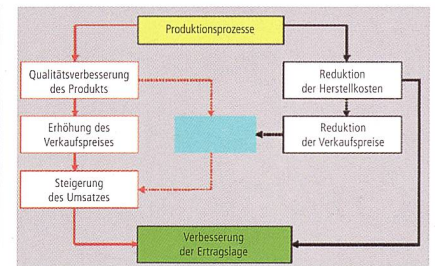 Produktionsprozesse
Qualitätsverbesserung
des Produkts
Reduktion
der Herstellkosten
Erhöhung des
Verkaufspreises
Reduktion
der Verkaufspreise
Steigerung
des Umsatzes
Verbesserung
der Ertragslage